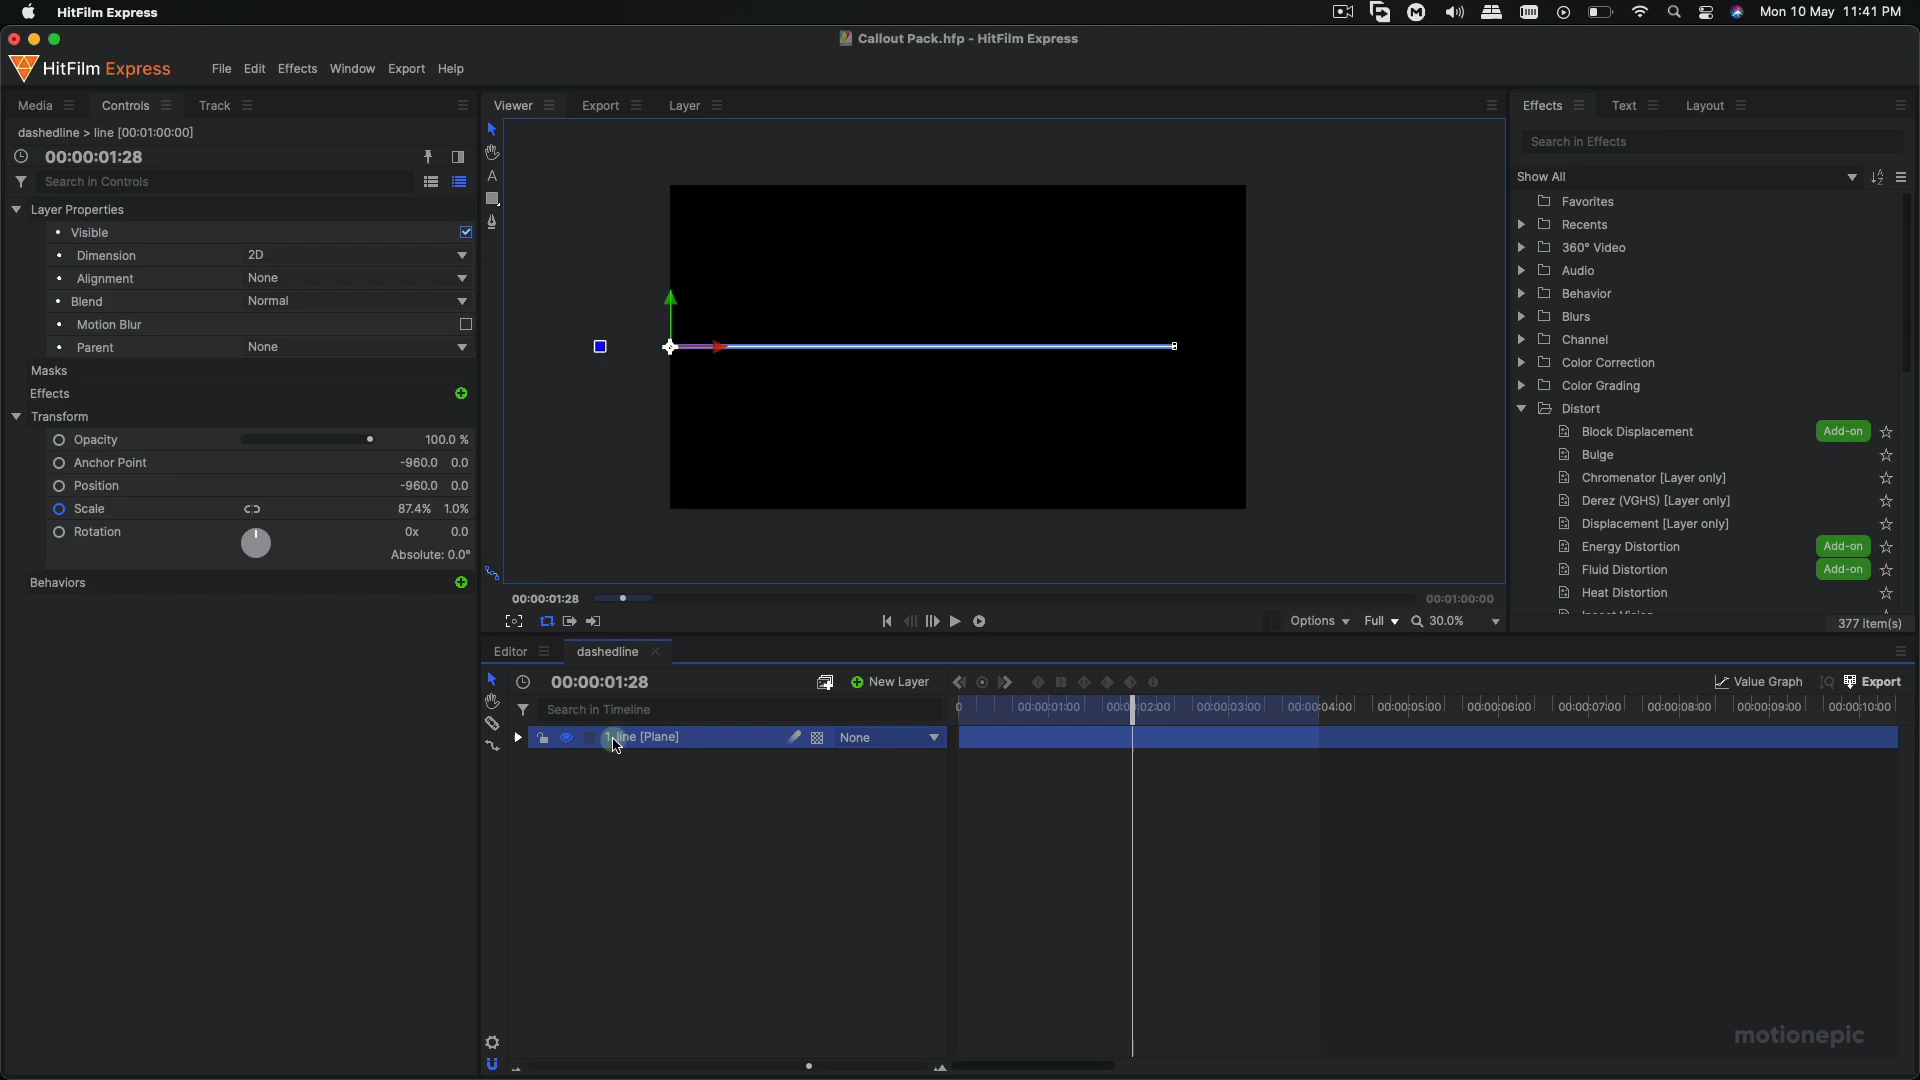 HitFilm Express
Mon 10 May 11:41 PM
Callout Pack.hfp - HitFilm Express
HitFilm Express
File Edit Effects Window Export Help
Media Controls Track
dashedline > line [00:01:00:00]
00:00:01:28
Search in Controls
Layer Properties
Visible
Dimension 2D
Alignment None
Blend Normal
Motion Blur
Parent None
Masks
Effects
Transform
Opacity 100.0 %
Anchor Point -960.0 0.0
Position -960.0 0.0
Scale 87.4% 1.0%
Rotation 0x 0.0
Absolute: 0.0°
Behaviors
Viewer Export Layer
00:00:01:28 00:01:00:00
Options Full 30.0%
Effects Text Layout
Search in Effects
Show All
Favorites
Recents
360° Video
Audio
Behavior
Blurs
Channel
Color Correction
Color Grading
Distort
Block Displacement Add-on
Bulge
Chromenator [Layer only]
Derez (VGHS) [Layer only]
Displacement [Layer only]
Energy Distortion Add-on
Fluid Distortion Add-on
Heat Distortion
377 item(s)
Editor dashedline
00:00:01:28 New Layer Value Graph Export
Search in Timeline
0 00:00:01:00 00:00:02:00 00:00:03:00 00:00:04:00 00:00:05:00 00:00:06:00 00:00:07:00 00:00:08:00 00:00:09:00 00:00:10:00
1. line [Plane] None
motionepic